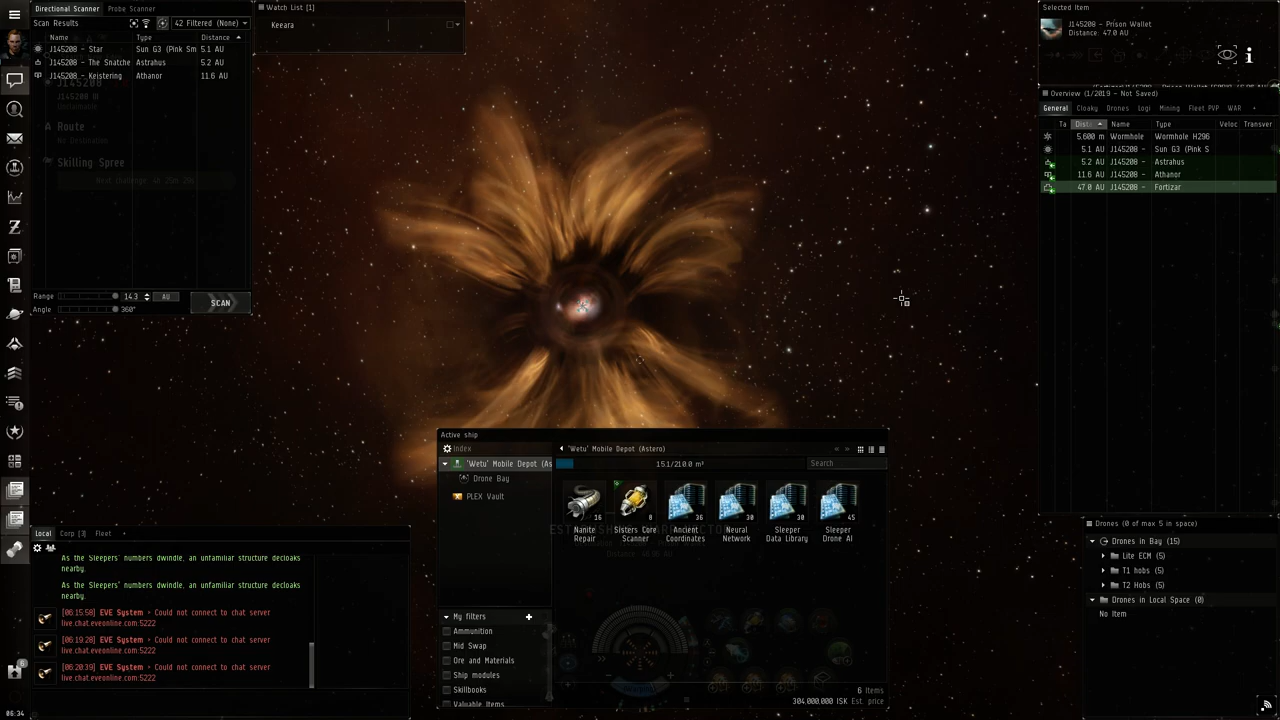 Directional Scanner Probe Scanner
Scan Results 42 Filtered (None)
Name Type Distance
J145208 - Star Sun G3 (Pink Sm 5.1 AU
J145208 - The Snatche Astrahus 5.2 AU
J145208 - Keistering Athanor 11.6 AU
J145208
Route
No Destination
Skilling Spree
Range 14.3 AU SCAN
Angle 360°
Watch List [1]
Keeara
Selected Item
J145208 - Prison Wallet
Distance: 47.0 AU
Overview (1/2019 - Not Saved)
General Cloaky Drones Logi Mining Fleet PVP WAR +
Ta Dist. Name Type Veloc Transver
5,600 m Wormhole Wormhole H296
5.1 AU J145208 - Sun G3 (Pink S
5.2 AU J145208 - Astrahus
11.6 AU J145208 - Athanor
47.0 AU J145208 - Fortizar
Active ship
Index
'Wetu' Mobile Depot (As
Drone Bay
PLEX Vault
'Wetu' Mobile Depot (Astero)
15.1/210.0 m³ Search
16 8 36 30 30 45
Nanite Repair
Sisters Core Scanner
Ancient Coordinates
Neural Network
Sleeper Data Library
Sleeper Drone AI
My filters
Ammunition
Mid Swap
Ore and Materials
Ship modules
Skillbooks
Valuable Items
6 Items
304.000.000 ISK Est. price
Local Corp [3] Fleet +
As the Sleepers' numbers dwindle, an unfamiliar structure decloaks
nearby.
As the Sleepers' numbers dwindle, an unfamiliar structure decloaks
nearby.
[06:15:58] EVE System • Could not connect to chat server
live.chat.eveonline.com:5222
[06:19:28] EVE System • Could not connect to chat server
live.chat.eveonline.com:5222
[06:20:39] EVE System • Could not connect to chat server
live.chat.eveonline.com:5222
Drones (0 of max 5 in space)
Drones in Bay (15)
Lite ECM (5)
T1 hobs (5)
T2 Hobs (5)
Drones in Local Space (0)
No Item
6
06:34